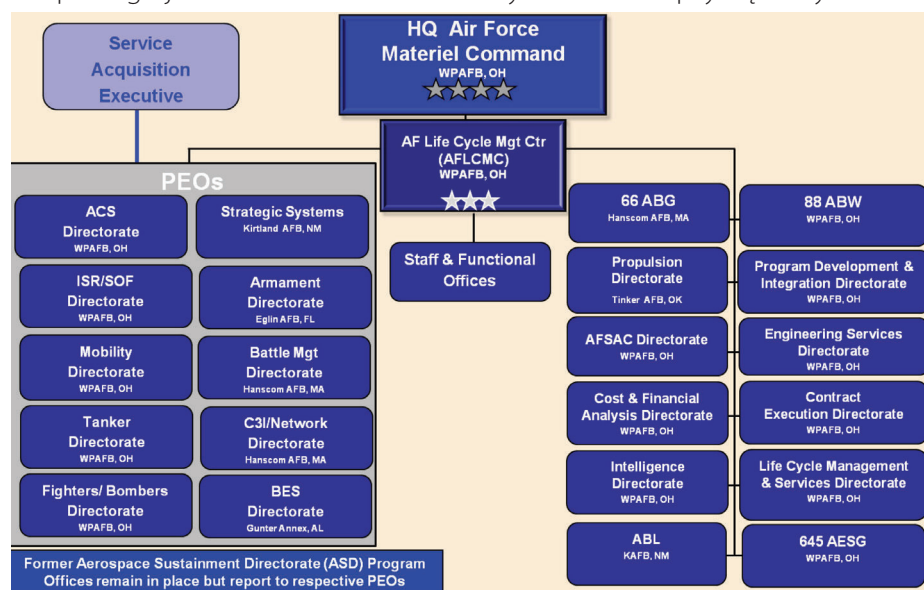 Service
Acquisition
Executive
HQ Air Force
Materiel Command
WPAFB, OH
AF Life Cycle Mgt Ctr
(AFLCMC)
WPAFB, OH
Staff & Functional
Offices
PEOs
ACS
Directorate
WPAFB, OH
Strategic Systems
Kirtland AFB, NM
ISR/SOF
Directorate
WPAFB, OH
Armament
Directorate
Eglin AFB, FL
Mobility
Directorate
WPAFB, OH
Battle Mgt
Directorate
Hanscom AFB, MA
Tanker
Directorate
WPAFB, OH
C3I/Network
Directorate
Hanscom AFB, MA
Fighters/ Bombers
Directorate
WPAFB, OH
BES
Directorate
Gunter Annex, AL
Former Aerospace Sustainment Directorate (ASD) Program
Offices remain in place but report to respective PEOs
66 ABG
Hanscom AFB, MA
88 ABW
WPAFB, OH
Propulsion
Directorate
Tinker AFB, OK
Program Development &
Integration Directorate
WPAFB, OH
AFSAC Directorate
WPAFB, OH
Engineering Services
Directorate
WPAFB, OH
Cost & Financial
Analysis Directorate
WPAFB, OH
Contract
Execution Directorate
WPAFB, OH
Intelligence
Directorate
WPAFB, OH
Life Cycle Management
& Services Directorate
WPAFB, OH
ABL
KAFB, NM
645 AESG
WPAFB, OH